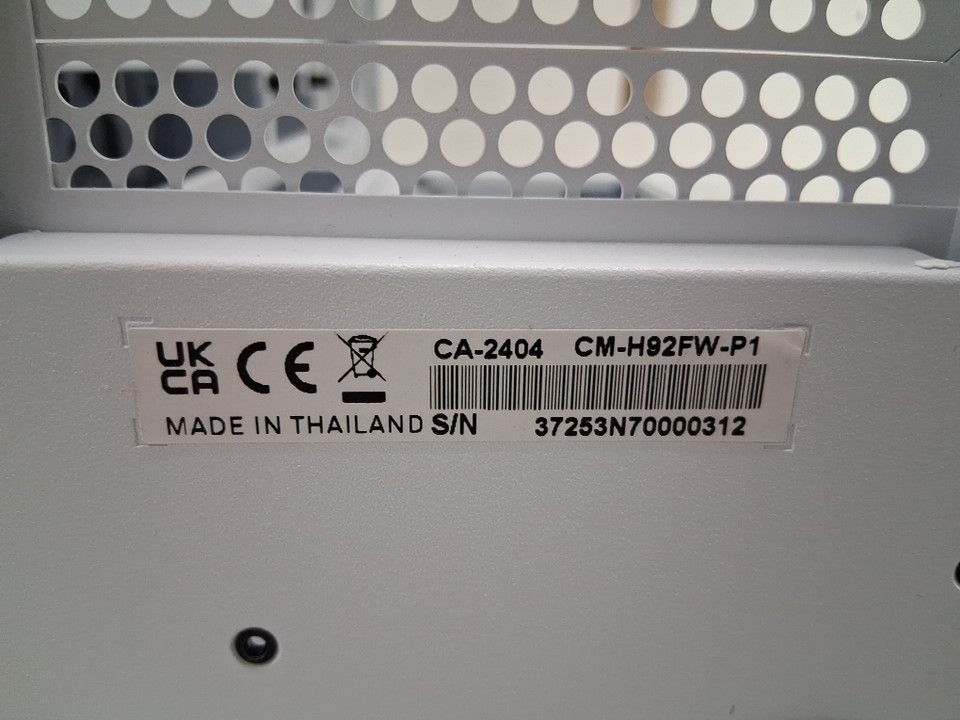 UK
CA CE
CA-2404 CM-H92FW-P1
MADE IN THAILAND S/N 37253N70000312